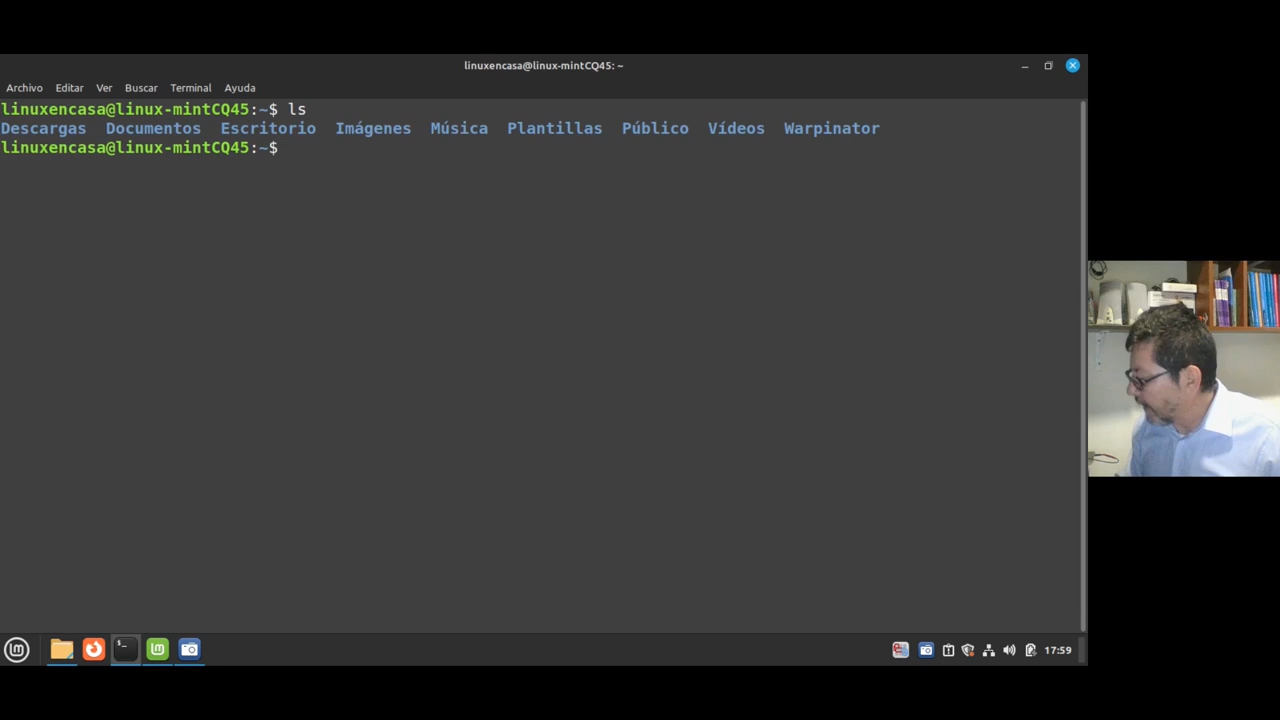 linuxencasa@linux-mintCQ45: ~
Archivo Editar Ver Buscar Terminal Ayuda
linuxencasa@linux-mintCQ45:~$ ls
Descargas Documentos Escritorio Imágenes Música Plantillas Público Vídeos Warpinator
linuxencasa@linux-mintCQ45:~$
17:59